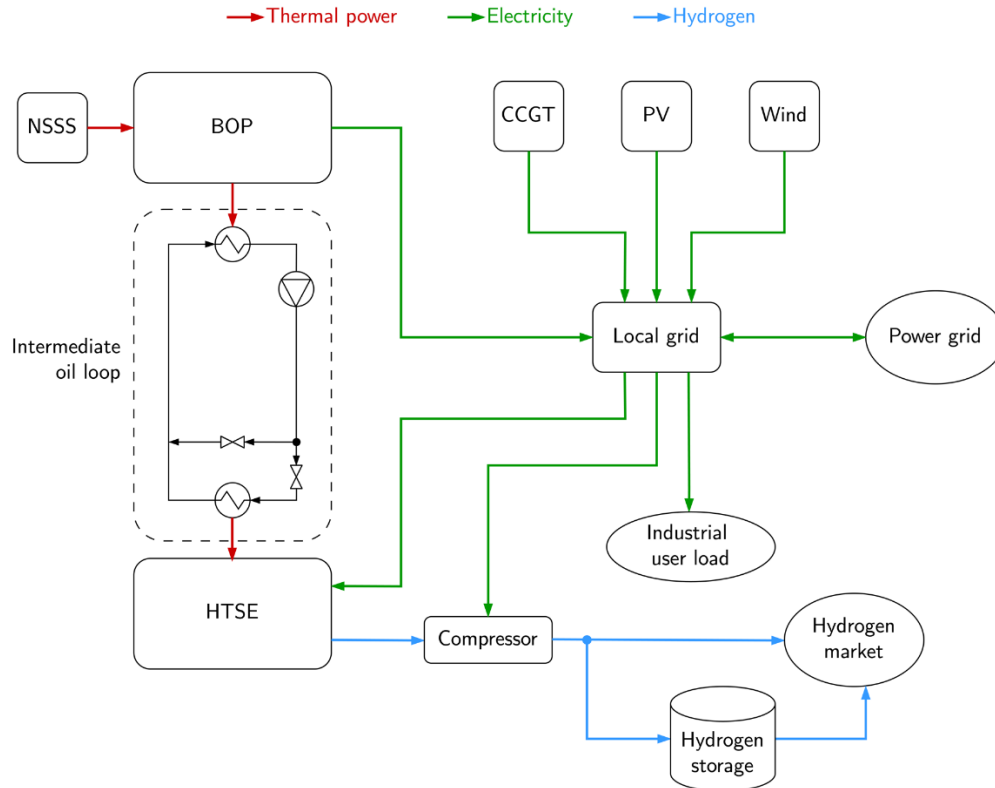 Thermal power
Electricity
Hydrogen
NSSS
BOP
CCGT
PV
Wind
Intermediate
oil loop
Local grid
Power grid
Industrial
user load
HTSE
Compressor
Hydrogen
market
Hydrogen
storage